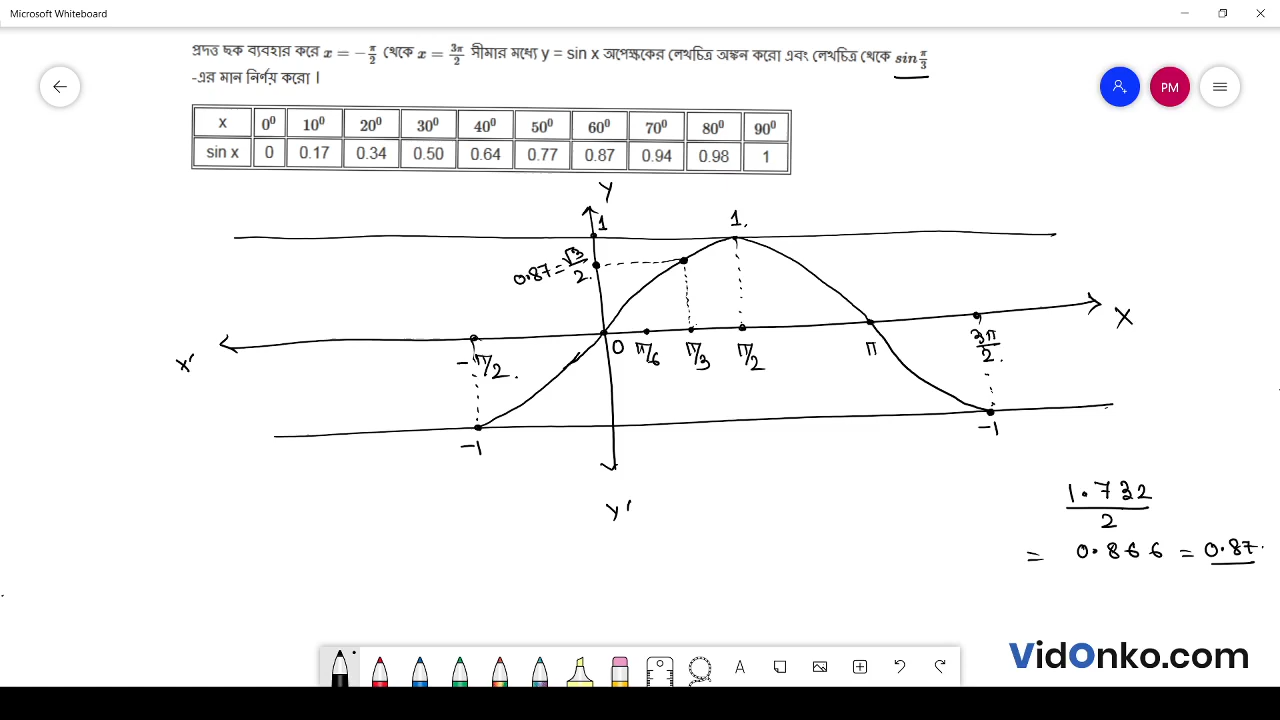 Microsoft Whiteboard
প্রদত্ত ছক ব্যবহার করে x = −π/2 থেকে x = 3π/2 সীমার মধ্যে y = sin x অপেক্ষকের লেখচিত্র অঙ্কন করো এবং লেখচিত্র থেকে sin π/3
-এর মান নির্ণয় করো ।
PM
x 0⁰ 10⁰ 20⁰ 30⁰ 40⁰ 50⁰ 60⁰ 70⁰ 80⁰ 90⁰
sin x 0 0.17 0.34 0.50 0.64 0.77 0.87 0.94 0.98 1
Y
1
1.
0.87 = √3/2
X
X'
-π/2.
0
π/6
π/3
π/2
π
3π/2.
-1
-1
Y'
1.732
2
= 0.866 = 0.87
A
VidOnko.com